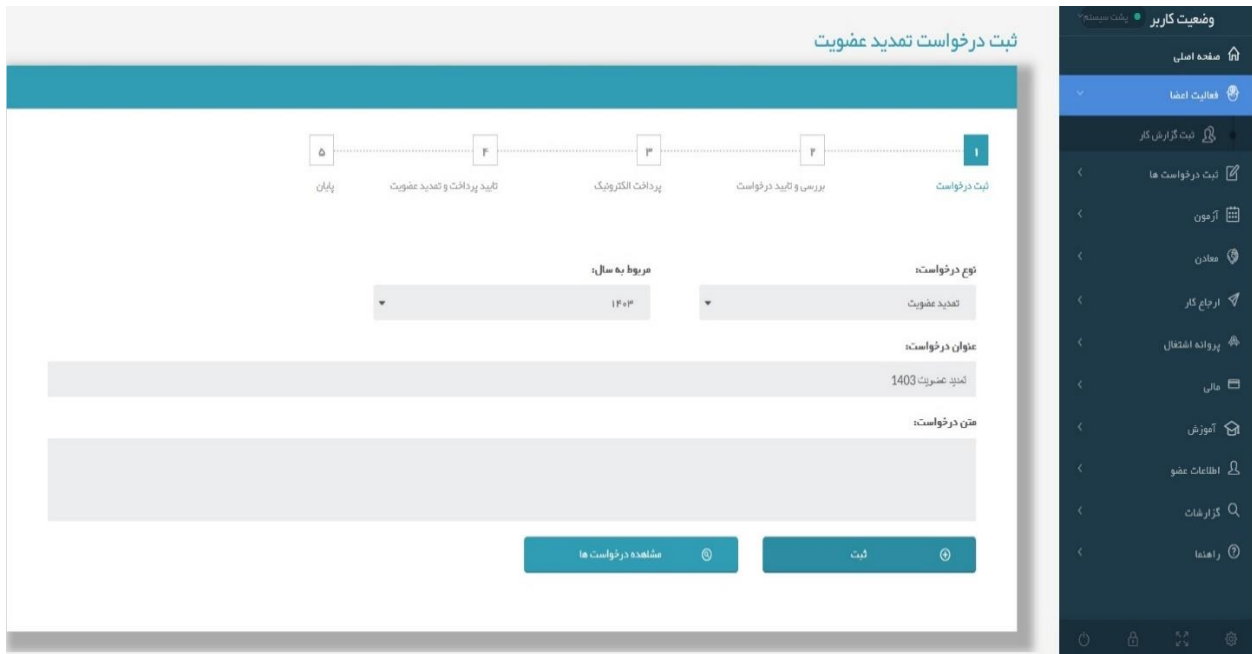 وضعیت کاربر
پشت سیستم
صفحه اصلی
فعالیت اعضا
ثبت گزارش کار
ثبت درخواست ها
آزمون
معادن
ارجاع کار
پروانه اشتغال
مالی
آموزش
اطلاعات عضو
گزارشات
راهنما
ثبت درخواست تمدید عضویت
۱ ۲ ۳ ۴ ۵
ثبت درخواست بررسی و تایید درخواست پرداخت الکترونیک تایید پرداخت و تمدید عضویت پایان
نوع درخواست: مربوط به سال:
تمدید عضویت ۱۴۰۳
عنوان درخواست:
تمدید عضویت 1403
متن درخواست:
ثبت مشاهده درخواست ها